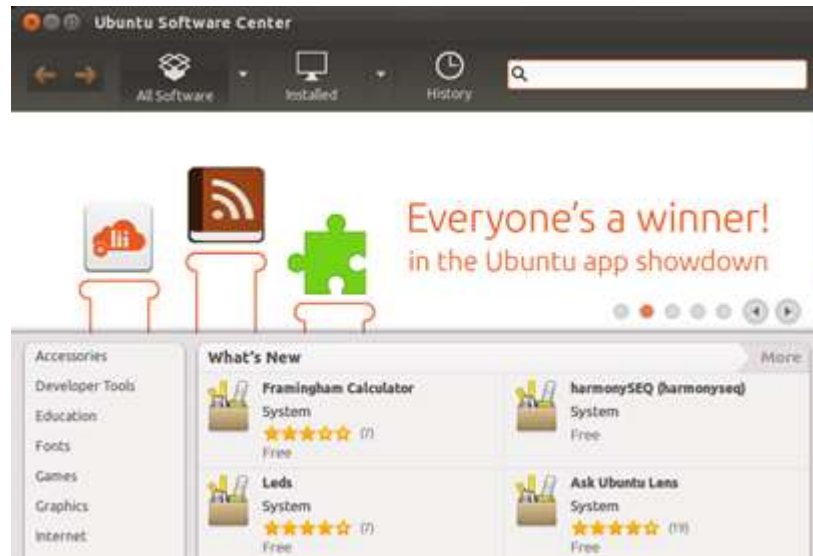 Ubuntu Software Center
All Software
Installed
History
Everyone's a winner!
in the Ubuntu app showdown
Accessories
Developer Tools
Education
Fonts
Games
Graphics
Internet
What's New
More
Framingham Calculator
System
(7)
Free
harmonySEQ (harmonyseq)
System
Free
Leds
System
(7)
Free
Ask Ubuntu Lens
System
(19)
Free